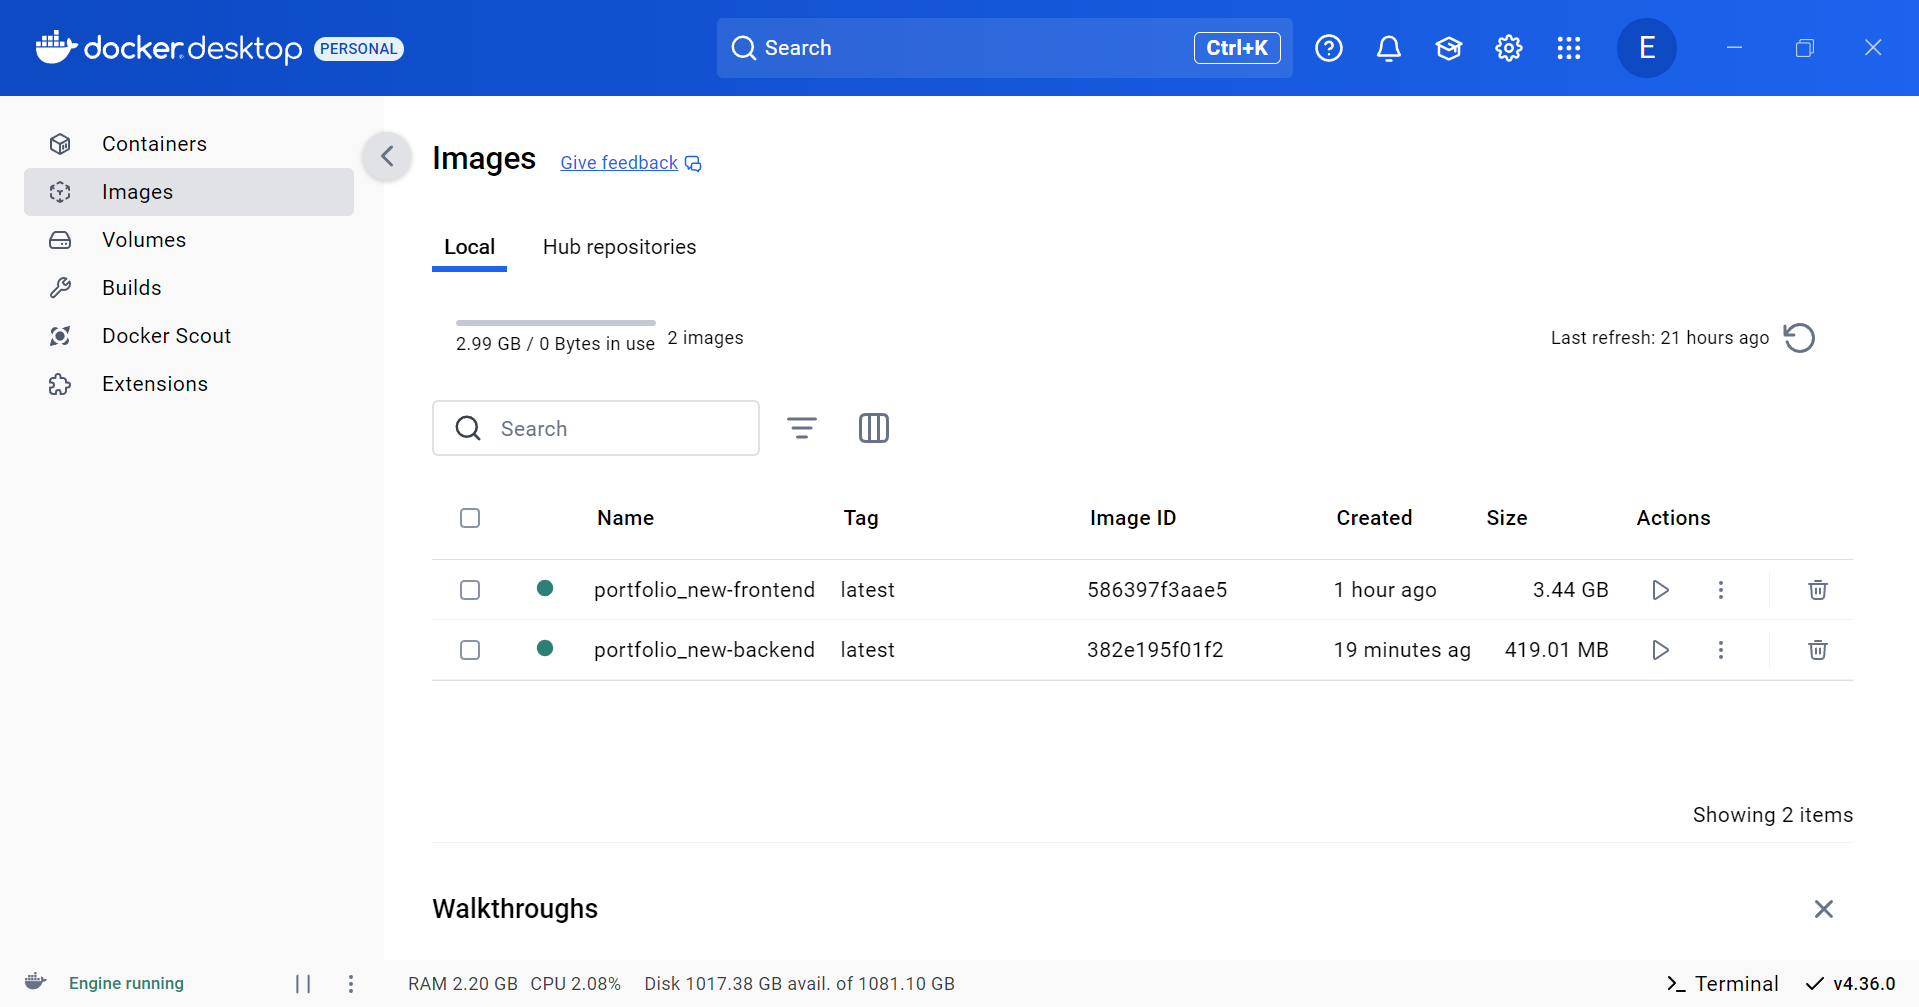 docker desktop PERSONAL
Search Ctrl+K
E
Containers
Images
Volumes
Builds
Docker Scout
Extensions
Images Give feedback
Local Hub repositories
2.99 GB / 0 Bytes in use 2 images
Last refresh: 21 hours ago
Search
Name Tag Image ID Created Size Actions
portfolio_new-frontend latest 586397f3aae5 1 hour ago 3.44 GB
portfolio_new-backend latest 382e195f01f2 19 minutes ag 419.01 MB
Showing 2 items
Walkthroughs
Engine running RAM 2.20 GB CPU 2.08% Disk 1017.38 GB avail. of 1081.10 GB Terminal v4.36.0